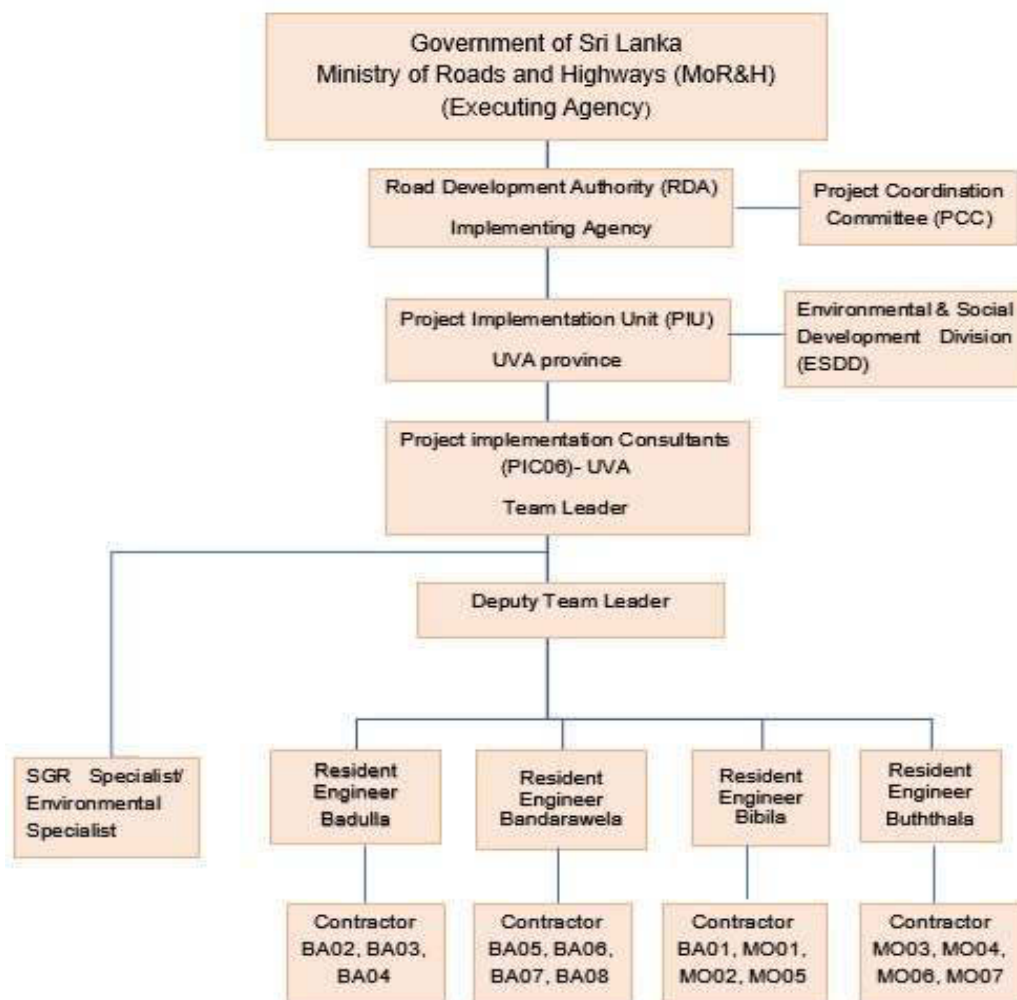 Government of Sri Lanka
Ministry of Roads and Highways (MoR&H)
(Executing Agency)
Road Development Authority (RDA)
Implementing Agency
Project Coordination
Committee (PCC)
Project Implementation Unit (PIU)
UVA province
Environmental & Social
Development Division
(ESDD)
Project implementation Consultants
(PIC06)- UVA
Team Leader
Deputy Team Leader
SGR Specialist/
Environmental
Specialist
Resident
Engineer
Badulla
Resident
Engineer
Bandarawela
Resident
Engineer
Bibila
Resident
Engineer
Buththala
Contractor
BA02, BA03,
BA04
Contractor
BA05, BA06,
BA07, BA08
Contractor
BA01, MO01,
MO02, MO05
Contractor
MO03, MO04,
MO06, MO07